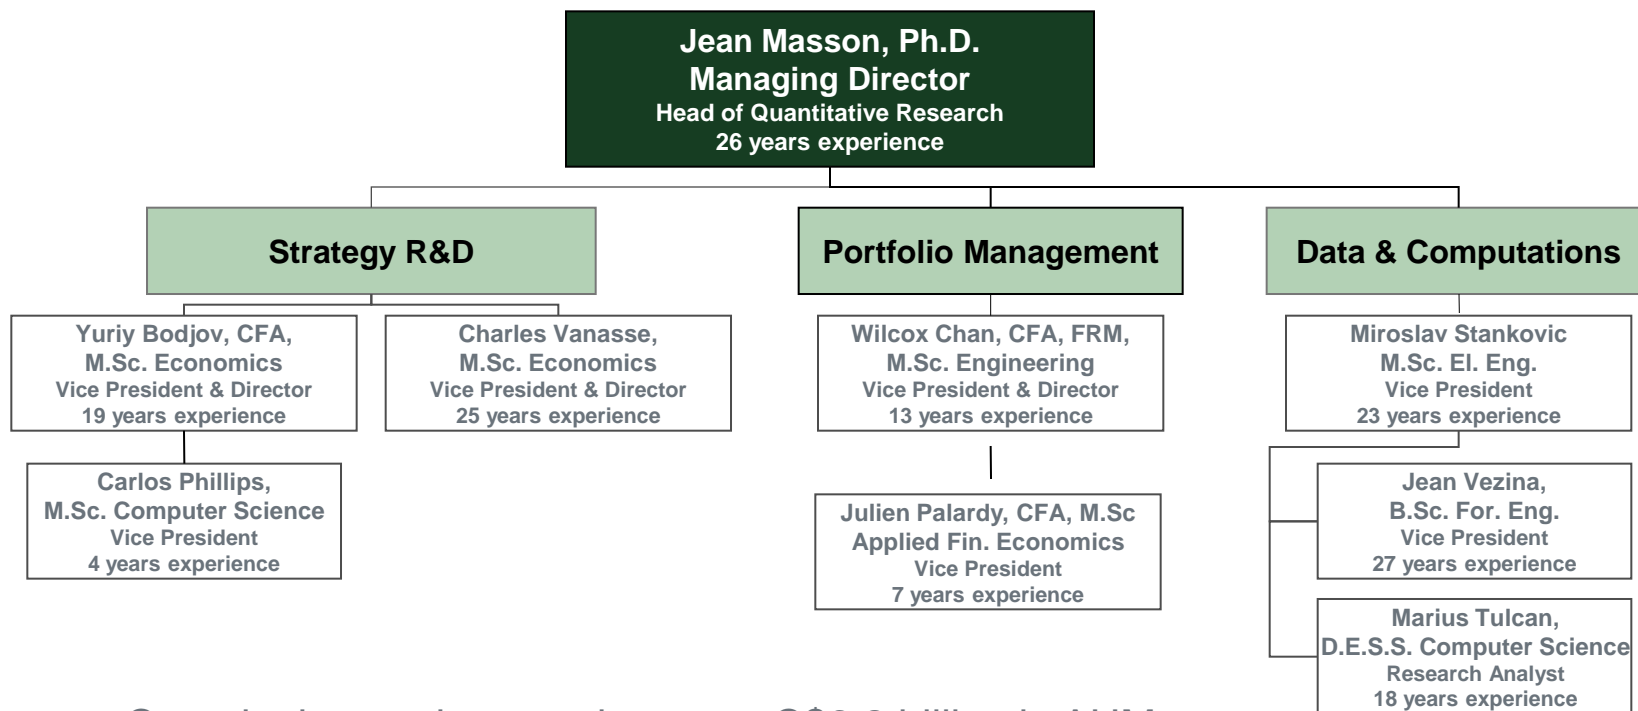 Jean Masson, Ph.D.
Managing Director
Head of Quantitative Research
26 years experience
Strategy R&D
Portfolio Management
Data & Computations
Yuriy Bodjov, CFA,
M.Sc. Economics
Vice President & Director
19 years experience
Charles Vanasse,
M.Sc. Economics
Vice President & Director
25 years experience
Wilcox Chan, CFA, FRM,
M.Sc. Engineering
Vice President & Director
13 years experience
Miroslav Stankovic
M.Sc. El. Eng.
Vice President
23 years experience
Carlos Phillips,
M.Sc. Computer Science
Vice President
4 years experience
Julien Palardy, CFA, M.Sc
Applied Fin. Economics
Vice President
7 years experience
Jean Vezina,
B.Sc. For. Eng.
Vice President
27 years experience
Marius Tulcan,
D.E.S.S. Computer Science
Research Analyst
18 years experience